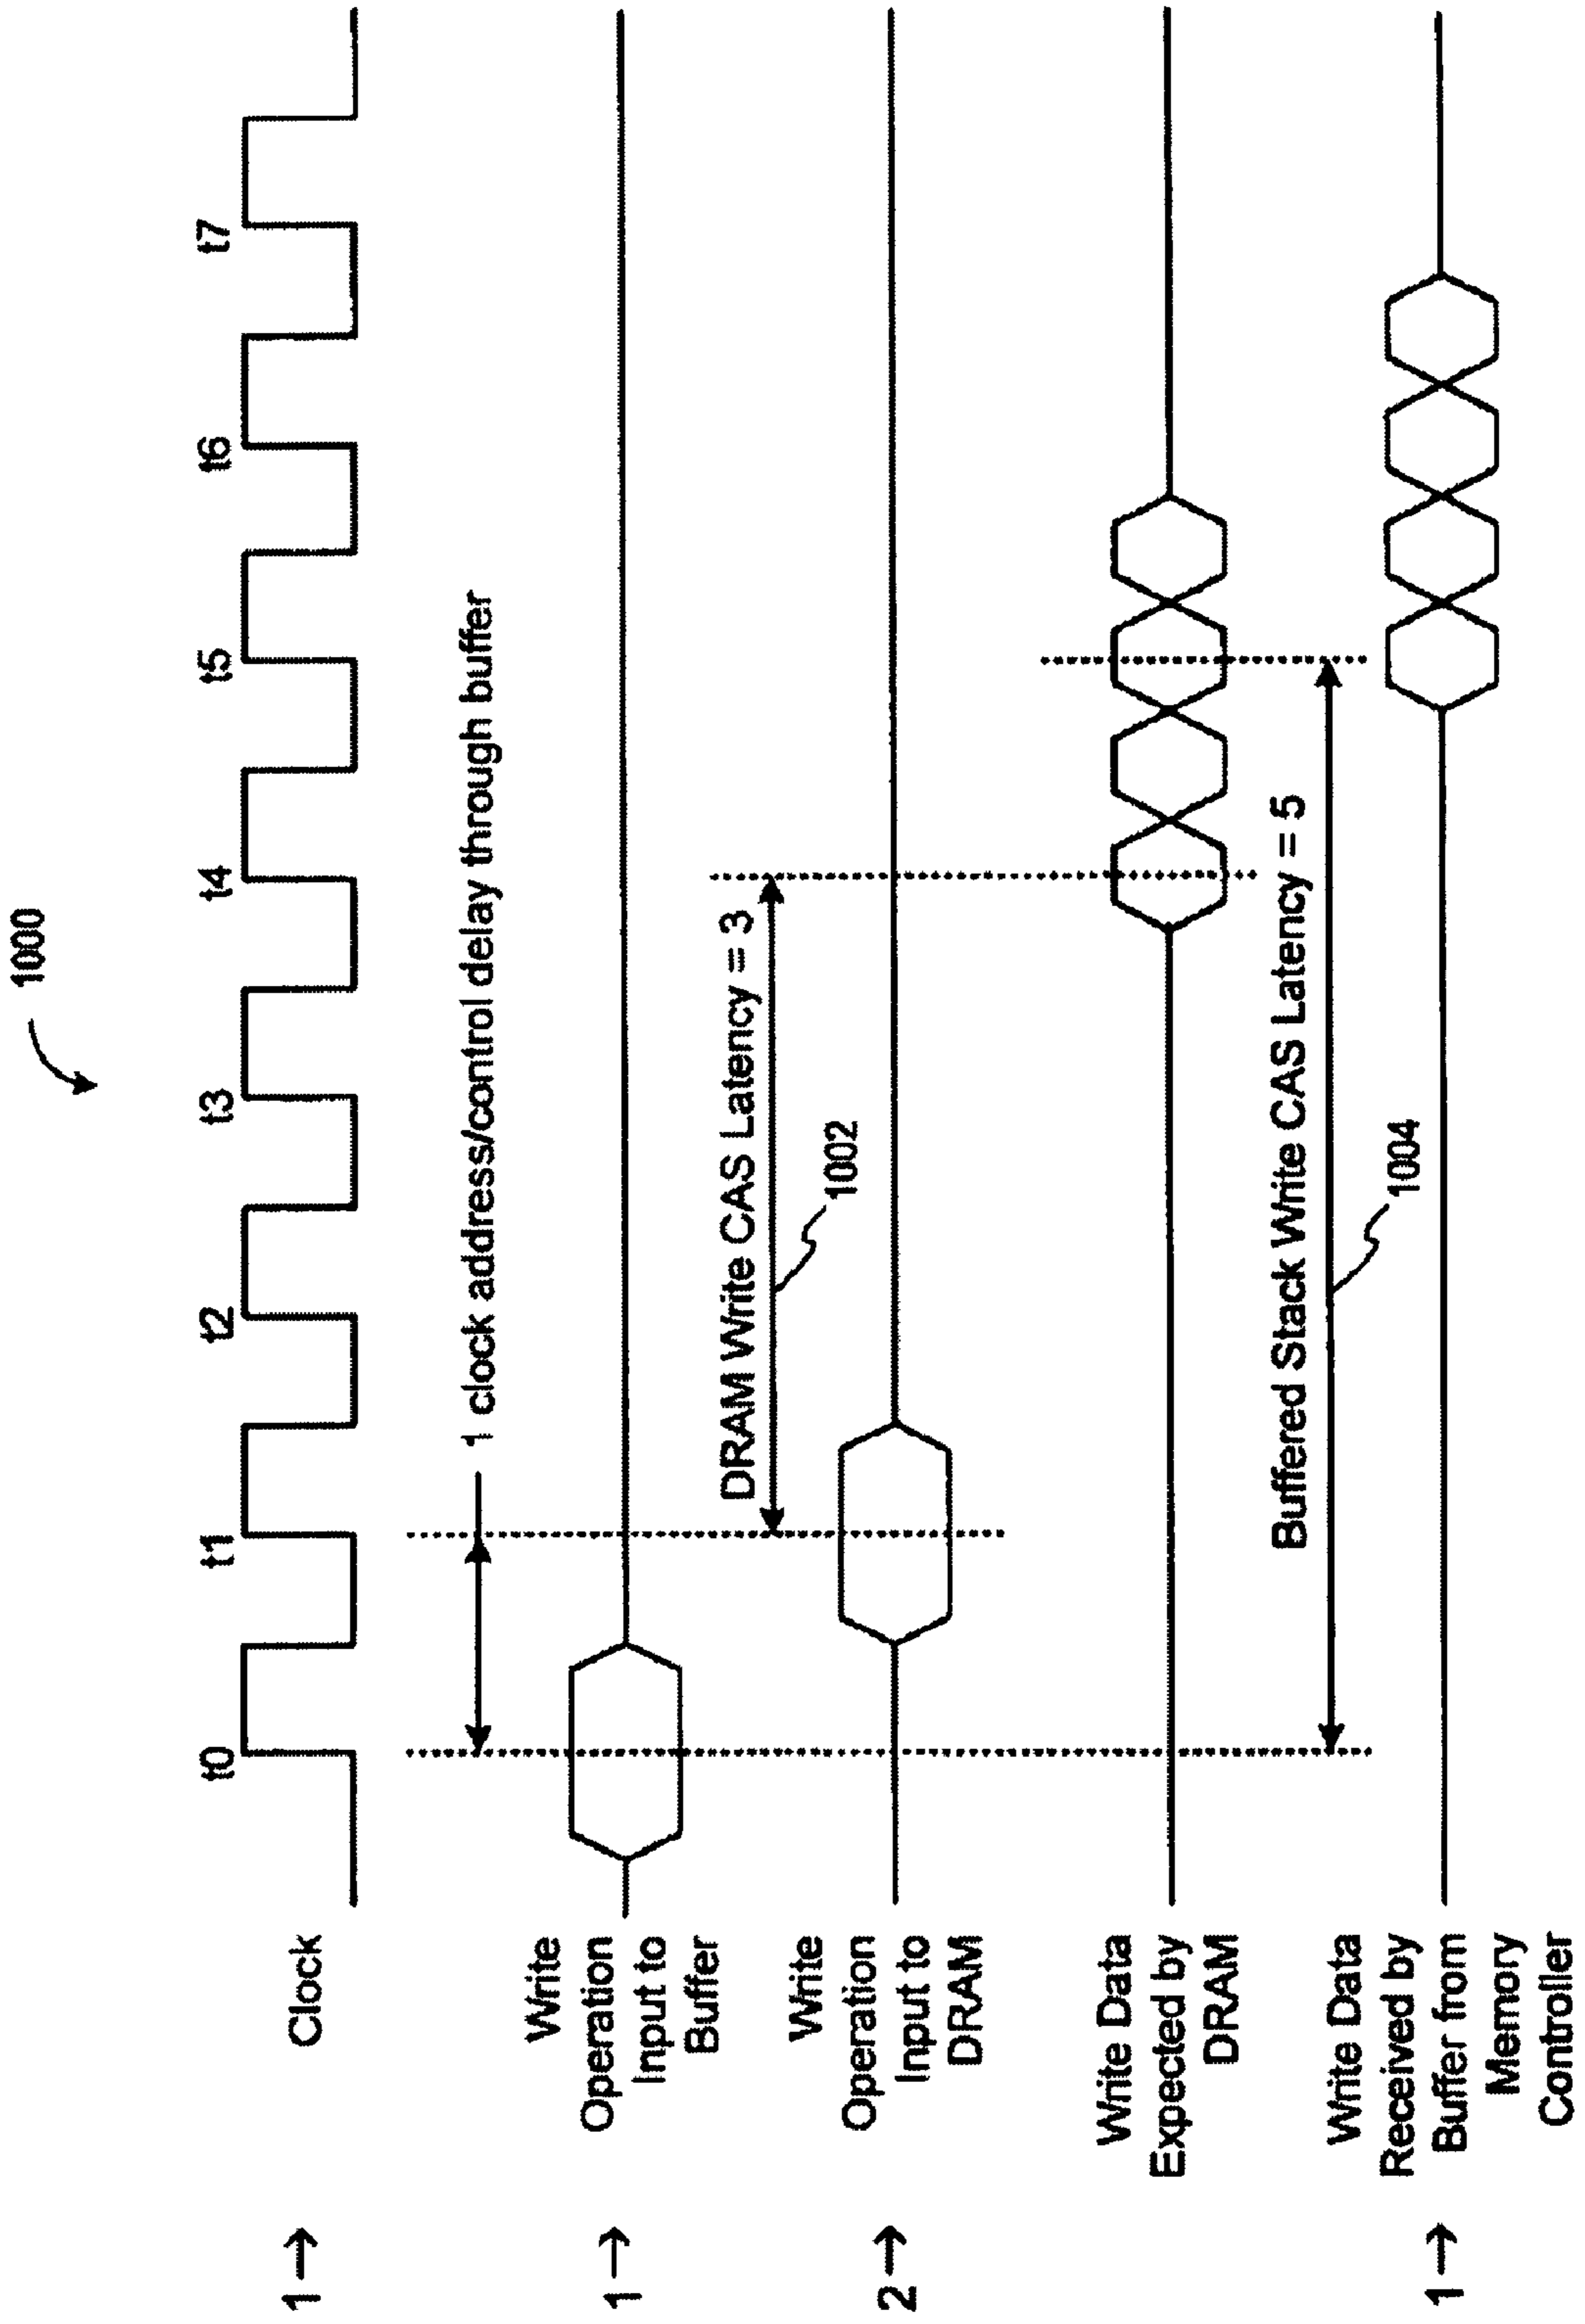 1000
t0 t1 t2 t3 t4 t5 t6 t7
1→ Clock
1 clock address/control delay through buffer
1→ Write
Operation
Input to
Buffer
DRAM Write CAS Latency = 3
1002
2→ Write
Operation
Input to
DRAM
Write Data
Expected by
DRAM
Buffered Stack Write CAS Latency = 5
1004
1→ Write Data
Received by
Buffer from
Memory
Controller